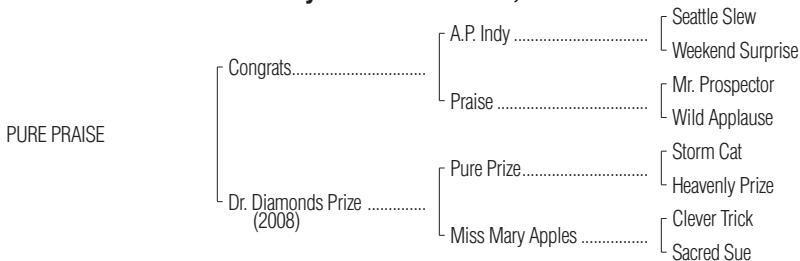 Seattle Slew
A.P. Indy ................................
Weekend Surprise
Congrats................................
Mr. Prospector
Praise ....................................
Wild Applause
PURE PRAISE
Storm Cat
Pure Prize..............................
Heavenly Prize
Dr. Diamonds Prize ..............
(2008)
Clever Trick
Miss Mary Apples ................
Sacred Sue